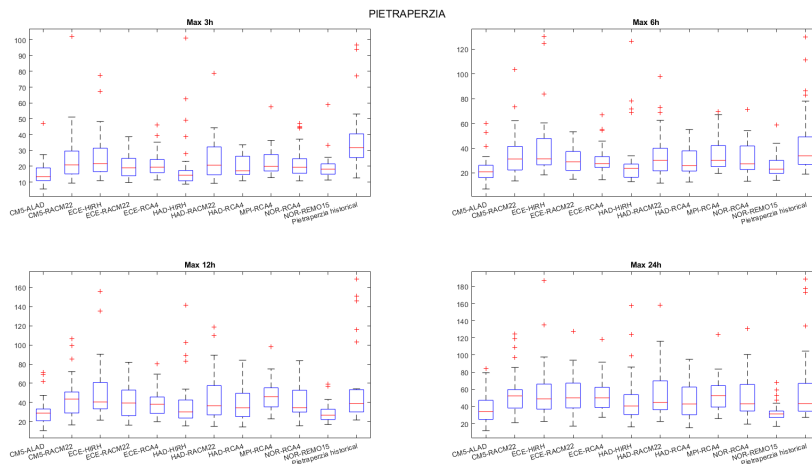 PIETRAPERZIA
Max 3h
Max 6h
100
90
80
70
60
50
40
30
20
10
120
100
80
60
40
20
CM5-ALAD
CM5-RACM22
ECE-HIRH
ECE-RACM22
ECE-RCA4
HAD-HIRH
HAD-RACM22
HAD-RCA4
MPI-RCA4
NOR-RCA4
NOR-REMO15
Pietraperzia historical
CM5-ALAD
CM5-RACM22
ECE-HIRH
ECE-RACM22
ECE-RCA4
HAD-HIRH
HAD-RACM22
HAD-RCA4
MPI-RCA4
NOR-RCA4
NOR-REMO15
Pietraperzia historical
Max 12h
Max 24h
160
140
120
100
80
60
40
20
180
160
140
120
100
80
60
40
20
CM5-ALAD
CM5-RACM22
ECE-HIRH
ECE-RACM22
ECE-RCA4
HAD-HIRH
HAD-RACM22
HAD-RCA4
MPI-RCA4
NOR-RCA4
NOR-REMO15
Pietraperzia historical
CM5-ALAD
CM5-RACM22
ECE-HIRH
ECE-RACM22
ECE-RCA4
HAD-HIRH
HAD-RACM22
HAD-RCA4
MPI-RCA4
NOR-RCA4
NOR-REMO15
Pietraperzia historical